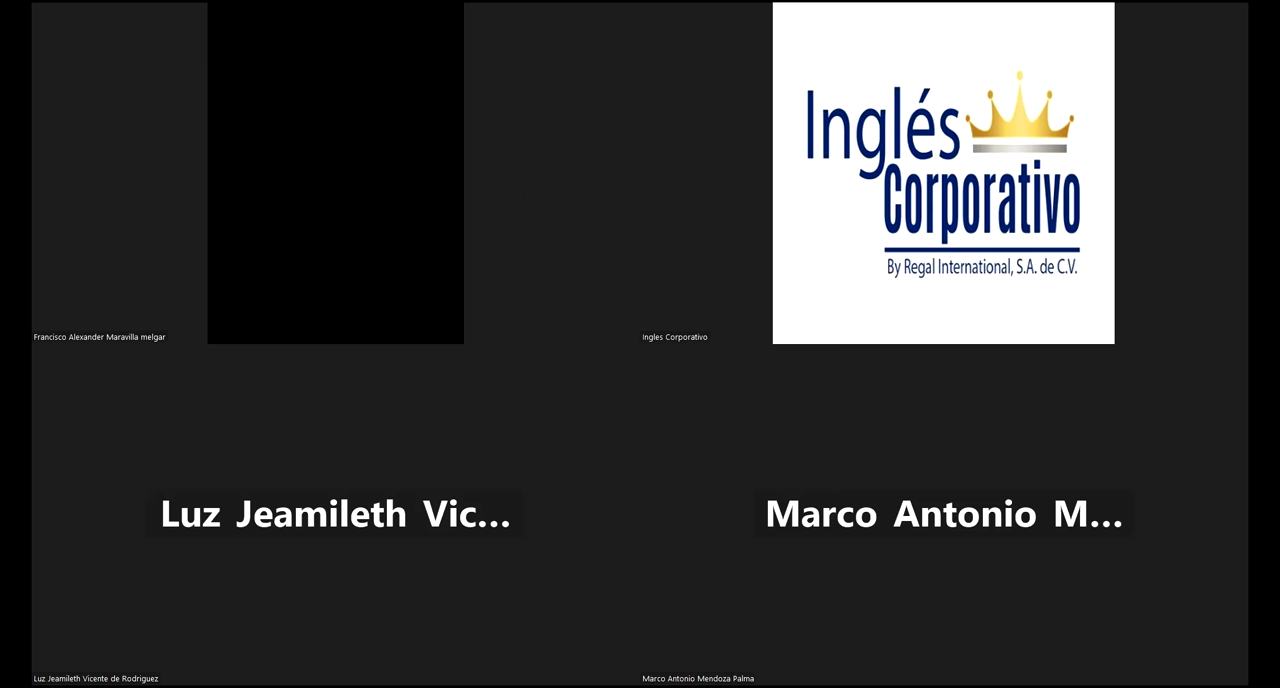 Inglés
Corporativo
By Regal International, S.A. de C.V.
Francisco Alexander Maravilla melgar
Ingles Corporativo
Luz Jeamileth Vic...
Marco Antonio M...
Luz Jeamileth Vicente de Rodriguez
Marco Antonio Mendoza Palma